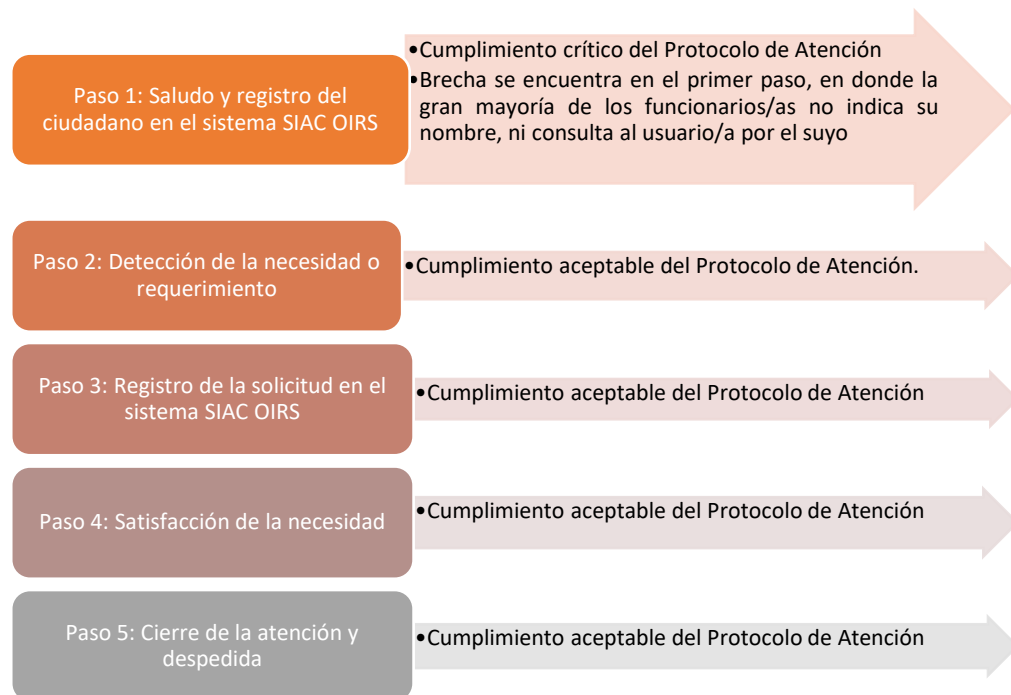 Paso 1: Saludo y registro del
ciudadano en el sistema SIAC OIRS
•Cumplimiento crítico del Protocolo de Atención
•Brecha se encuentra en el primer paso, en donde la
gran mayoría de los funcionarios/as no indica su
nombre, ni consulta al usuario/a por el suyo
Paso 2: Detección de la necesidad o
requerimiento
•Cumplimiento aceptable del Protocolo de Atención.
Paso 3: Registro de la solicitud en el
sistema SIAC OIRS
•Cumplimiento aceptable del Protocolo de Atención
Paso 4: Satisfacción de la necesidad
•Cumplimiento aceptable del Protocolo de Atención
Paso 5: Cierre de la atención y
despedida
•Cumplimiento aceptable del Protocolo de Atención